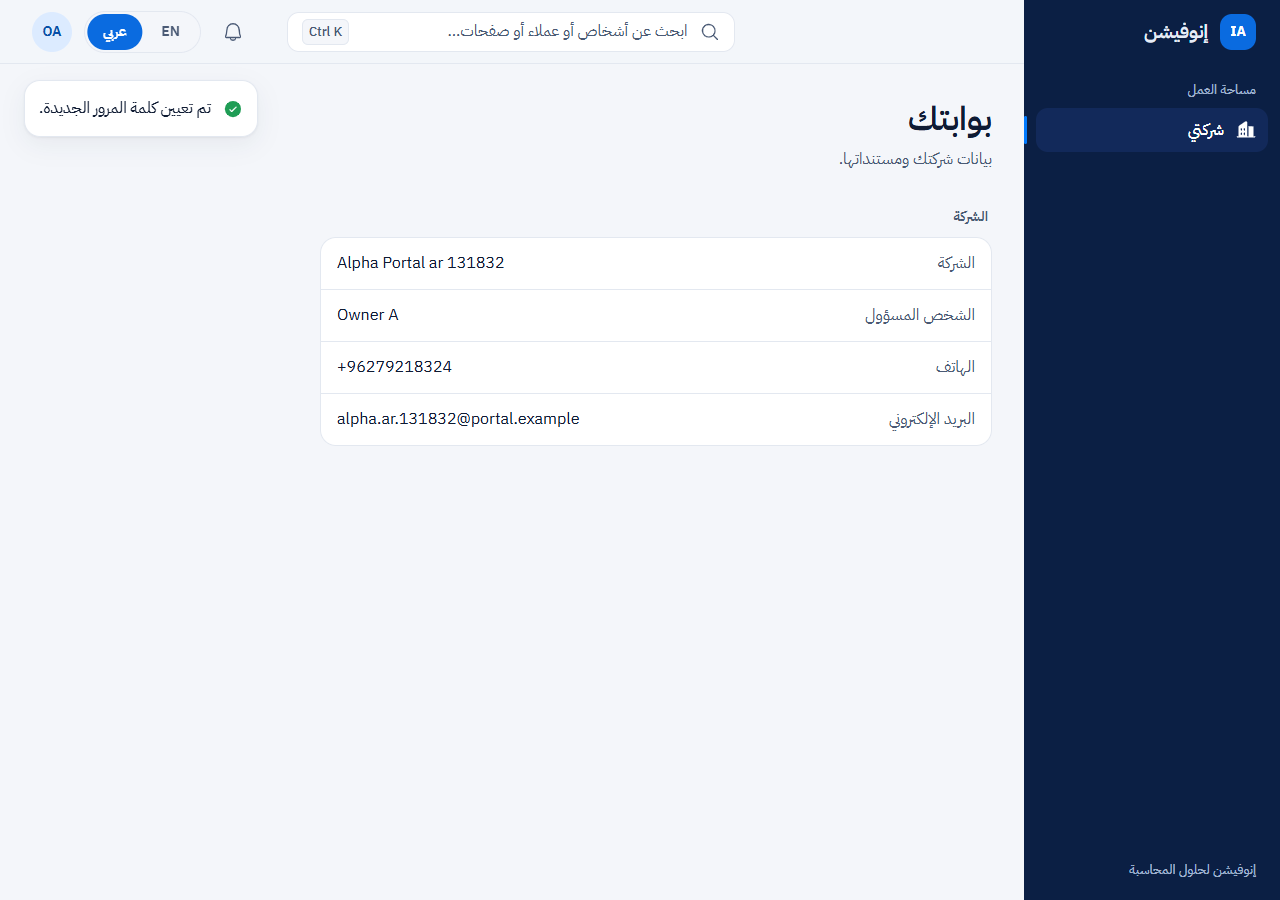 IA
إنوفيشن
ابحث عن أشخاص أو عملاء أو صفحات...
Ctrl K
EN
عربي
OA
مساحة العمل
شركتي
تم تعيين كلمة المرور الجديدة.
بوابتك
بيانات شركتك ومستنداتها.
الشركة
الشركة
Alpha Portal ar 131832
الشخص المسؤول
Owner A
الهاتف
+96279218324
البريد الإلكتروني
alpha.ar.131832@portal.example
إنوفيشن لحلول المحاسبة